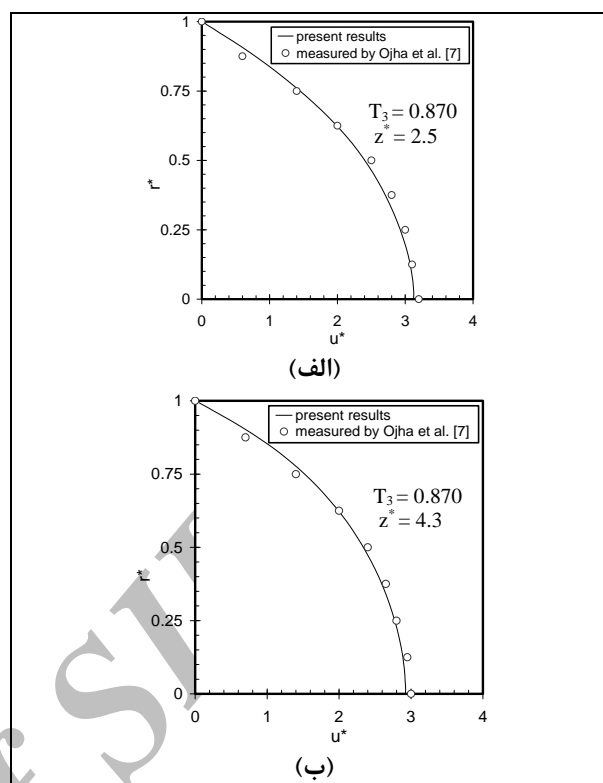 1
present results
measured by Ojha et al. [7]
0.75
T3 = 0.870
z* = 2.5
0.5
r*
0.25
0
0 1 2 3 4
u*
(الف)
1
present results
measured by Ojha et al. [7]
0.75
T3 = 0.870
z* = 4.3
0.5
r*
0.25
0
0 1 2 3 4
u*
(ب)